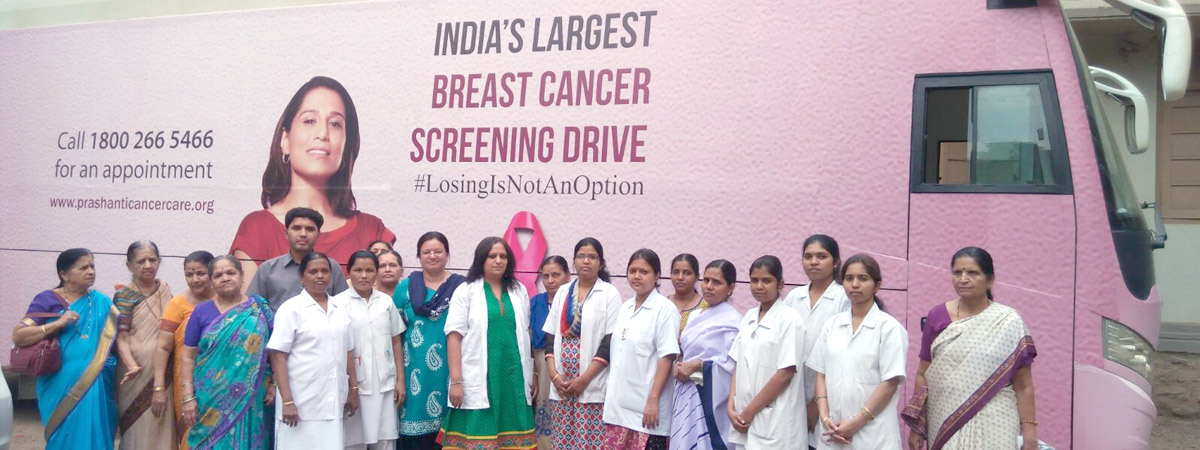 Call 1800 266 5466
for an appointment
www.prashanticancercare.org
INDIA'S LARGEST
BREAST CANCER
SCREENING DRIVE
#LosingIsNotAnOption